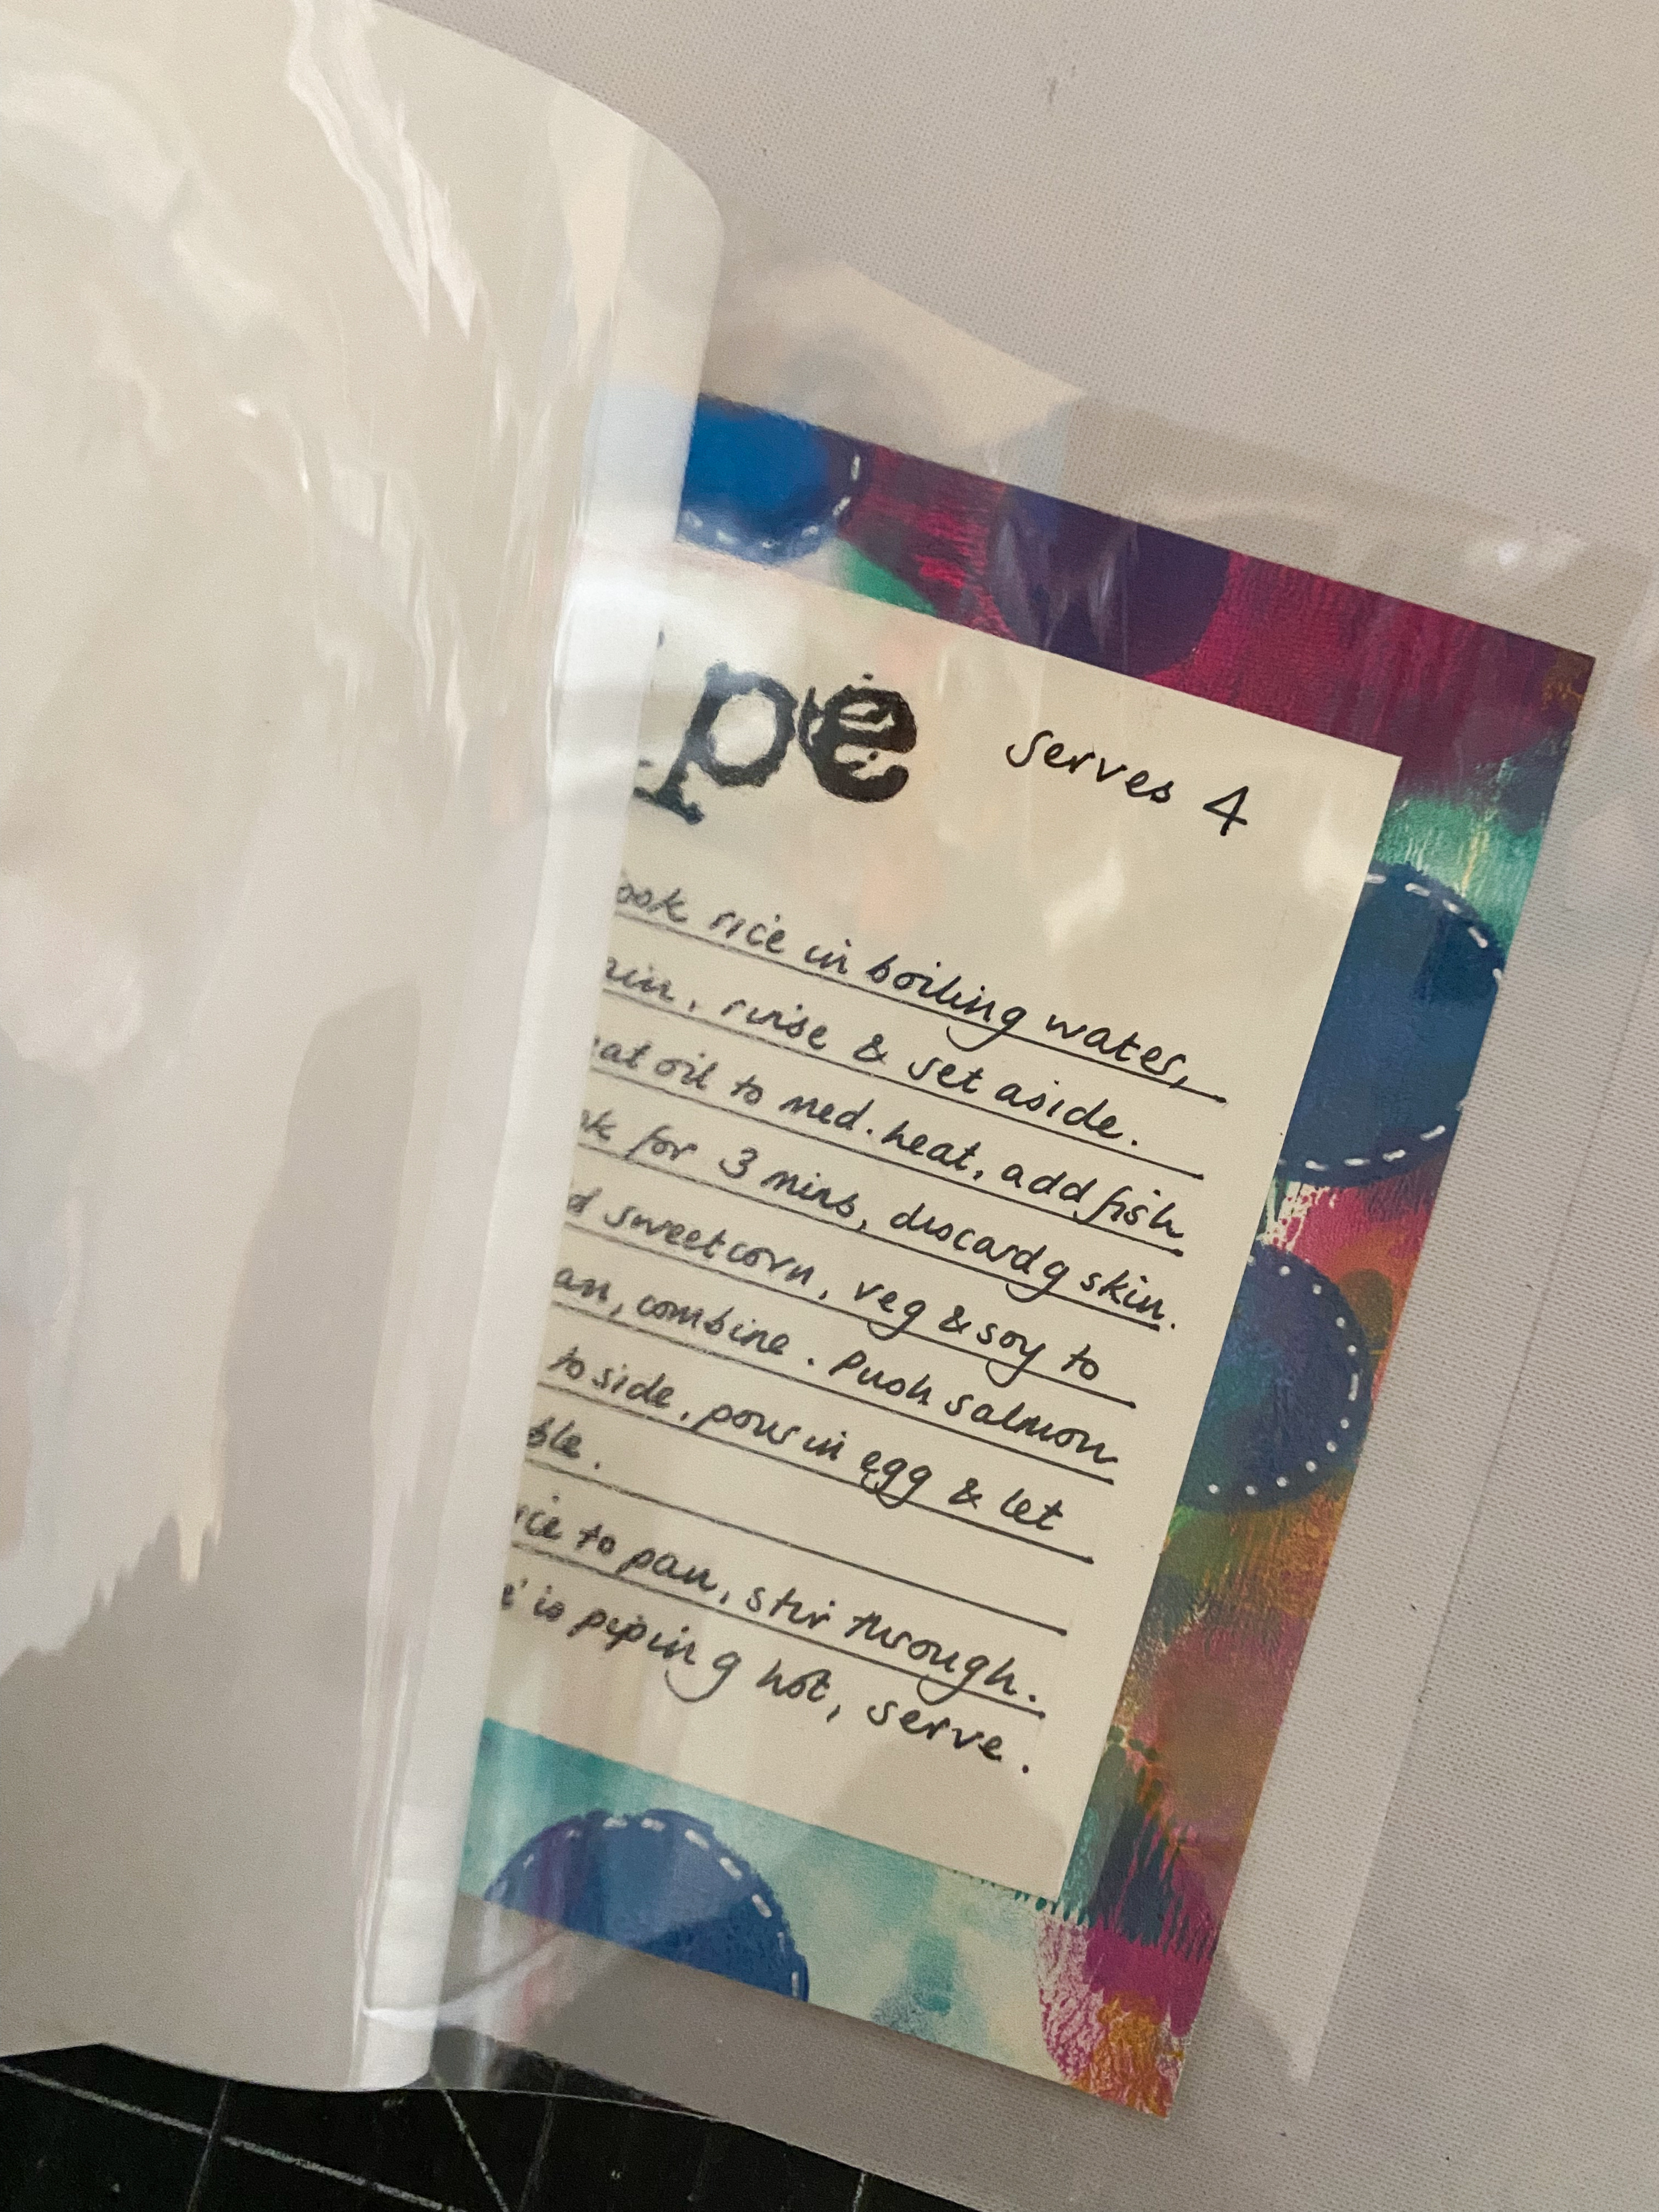 pe serves 4
ook rice in boiling water,
ain, rinse & set aside.
eat oil to med. heat, add fish
ok for 3 mins, discardg skin.
d sweetcorn, veg & soy to
an, combine. Push salmon
to side, pour in egg & let
ble.
rice to pan, stir through.
e' is piping hot, serve.